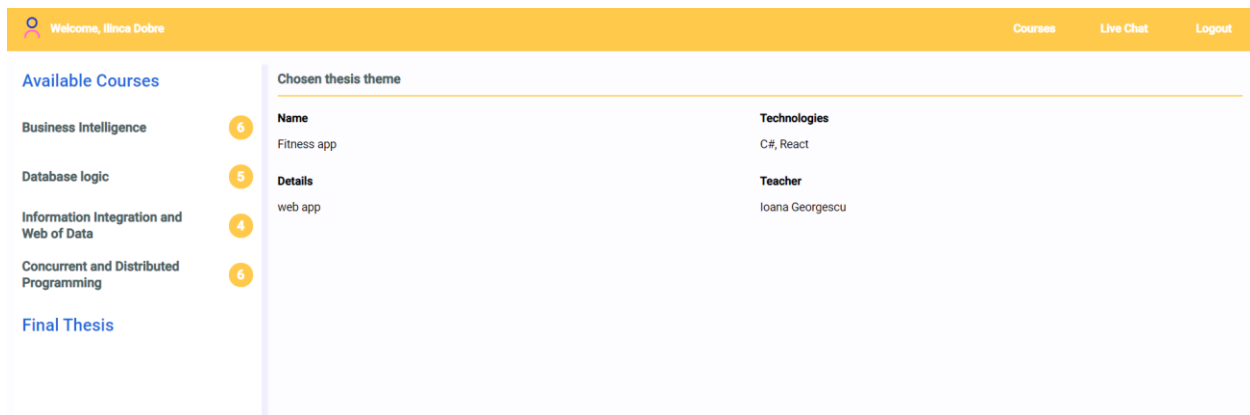 Welcome, Ilinca Dobre
Courses
Live Chat
Logout
Available Courses
Business Intelligence
6
Database logic
5
Information Integration and
Web of Data
4
Concurrent and Distributed
Programming
6
Final Thesis
Chosen thesis theme
Name
Technologies
Fitness app
C#, React
Details
Teacher
web app
Ioana Georgescu